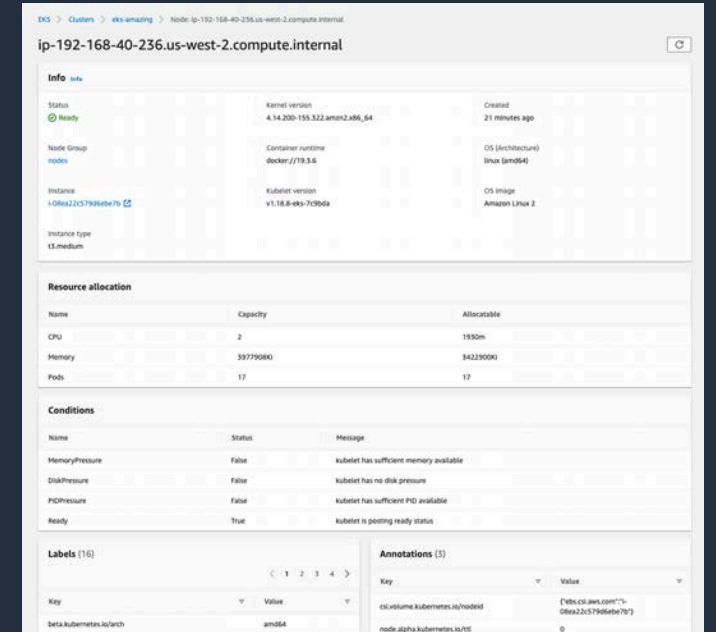 EKS > Clusters > eks-amazing > Node: ip-192-168-40-236.us-west-2.compute.internal
ip-192-168-40-236.us-west-2.compute.internal
Info Info
Status Kernel version Created
Ready 4.14.200-155.322.amzn2.x86_64 21 minutes ago
Node Group Container runtime OS (Architecture)
nodes docker://19.3.6 linux (amd64)
Instance Kubelet version OS Image
i-08ea22c579d6ebe7b v1.18.8-eks-7c9bda Amazon Linux 2
Instance type
t3.medium
Resource allocation
Name Capacity Allocatable
CPU 2 1930m
Memory 3977908Ki 3422900Ki
Pods 17 17
Conditions
Name Status Message
MemoryPressure False kubelet has sufficient memory available
DiskPressure False kubelet has no disk pressure
PIDPressure False kubelet has sufficient PID available
Ready True kubelet is posting ready status
Labels (16) Annotations (3)
< 1 2 3 4 >
Key Value
Key Value
csi.volume.kubernetes.io/nodeid {"ebs.csi.aws.com":"i-
08ea22c579d6ebe7b"}
beta.kubernetes.io/arch amd64
node.alpha.kubernetes.io/ttl 0